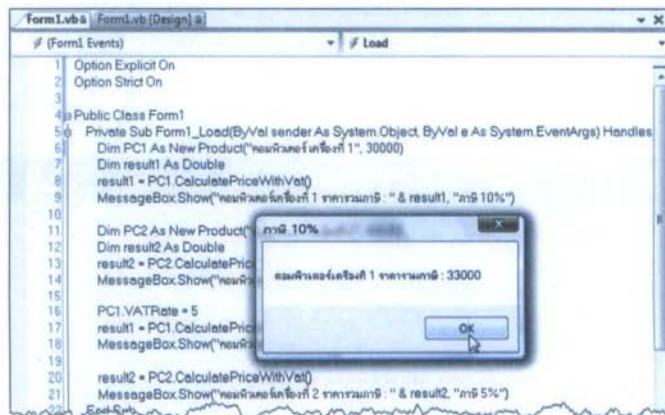 Form1.vb Form1.vb [Design]
(Form1 Events) Load
1 Option Explicit On
2 Option Strict On
3
4 Public Class Form1
5 Private Sub Form1_Load(ByVal sender As System.Object, ByVal e As System.EventArgs) Handles
6 Dim PC1 As New Product("คอมพิวเตอร์เครื่องที่ 1", 30000)
7 Dim result1 As Double
8 result1 = PC1.CalculatePriceWithVat()
9 MessageBox.Show("คอมพิวเตอร์เครื่องที่ 1 ราคารวมภาษี : " & result1, "ภาษี 10%")
10
11 Dim PC2 As New Product("
12 Dim result2 As Double
13 result2 = PC2.CalculatePric
14 MessageBox.Show("คอมพิว
15
16 PC1.VATRate = 5
17 result1 = PC1.CalculatePric
18 MessageBox.Show("คอมพิว
19
20 result2 = PC2.CalculatePriceWithVat()
21 MessageBox.Show("คอมพิวเตอร์เครื่องที่ 2 ราคารวมภาษี : " & result2, "ภาษี 5%")
22 End Sub
ภาษี 10%
คอมพิวเตอร์เครื่องที่ 1 ราคารวมภาษี : 33000
OK